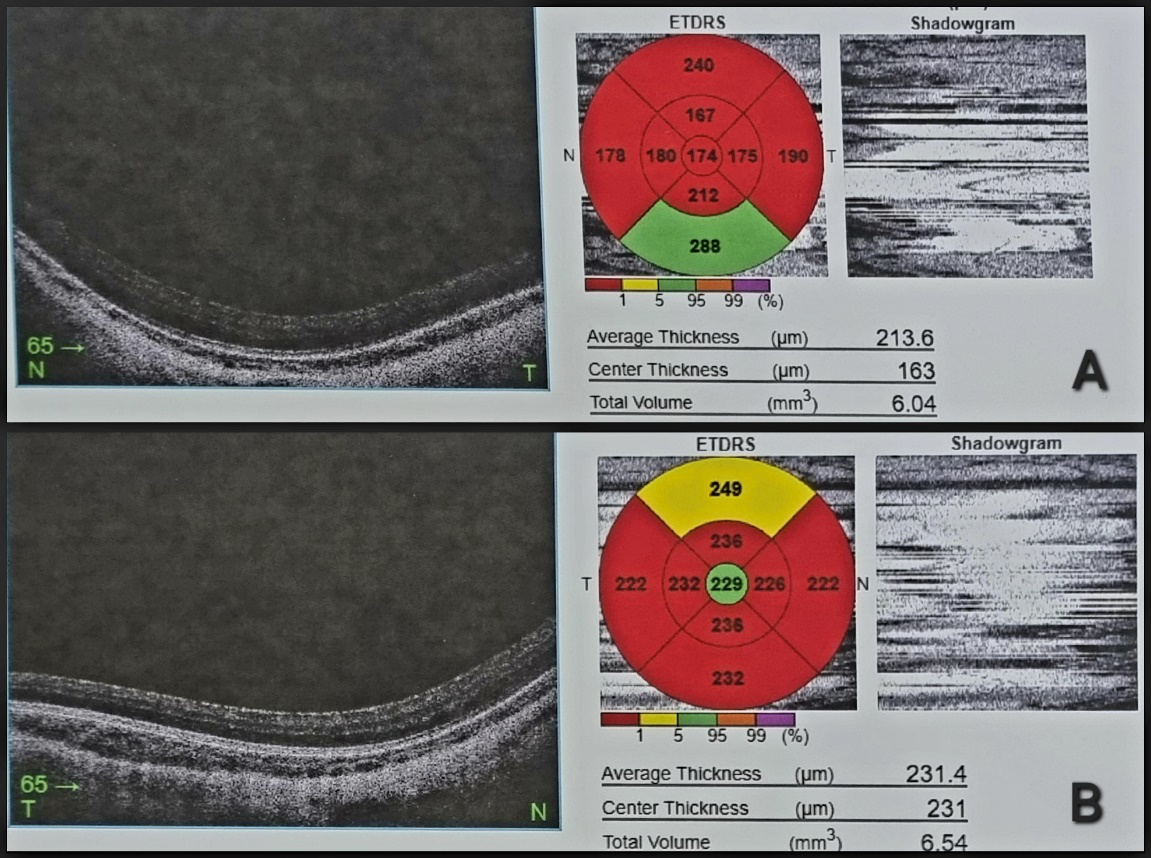 ETDRS
Shadowgram
240
167
N 178 180 174 175 190 T
212
288
1 5 95 99 (%)
65 →
N T
Average Thickness (µm) 213.6
Center Thickness (µm) 163
Total Volume (mm³) 6.04
A
ETDRS
Shadowgram
249
236
T 222 232 229 226 222 N
236
232
1 5 95 99 (%)
65 →
T N
Average Thickness (µm) 231.4
Center Thickness (µm) 231
Total Volume (mm³) 6.54
B